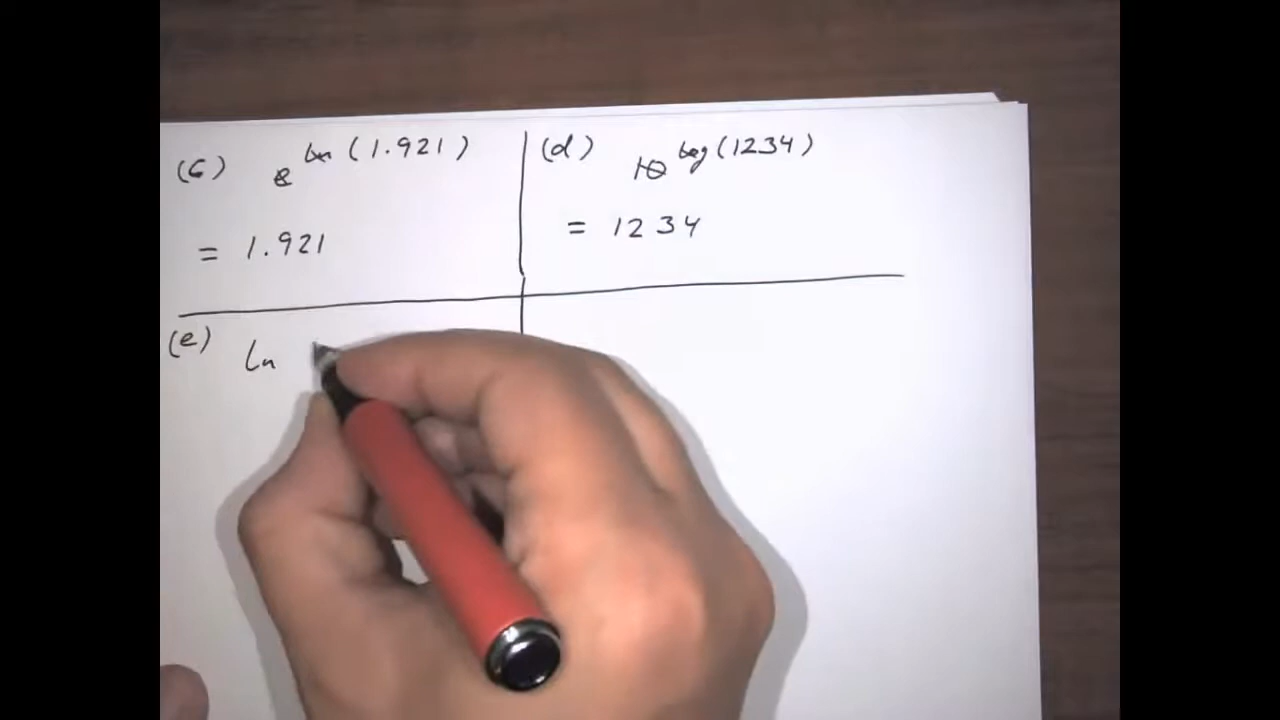 (c) e^ln(1.921)
= 1.921
(d) 10^log(1234)
= 1234
(e) ln